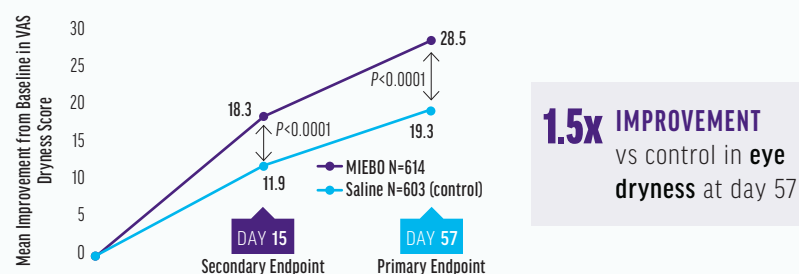 Mean Improvement from Baseline in VAS
Dryness Score
30
25
20
15
10
5
0
18.3
P<0.0001
11.9
28.5
P<0.0001
19.3
MIEBO N=614
Saline N=603 (control)
DAY 15
Secondary Endpoint
DAY 57
Primary Endpoint
1.5x IMPROVEMENT
vs control in eye
dryness at day 57